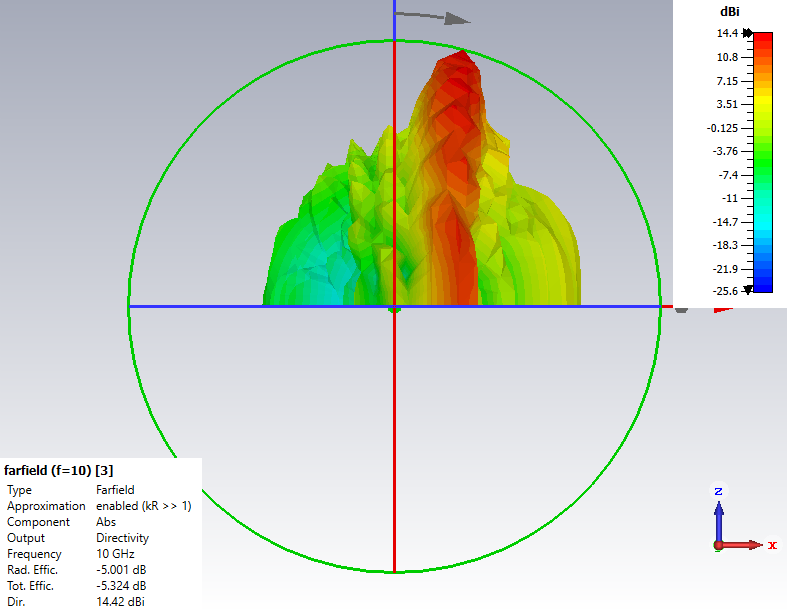 dBi
14.4
10.8
7.15
3.51
-0.125
-3.76
-7.4
-11
-14.7
-18.3
-21.9
-25.6
farfield (f=10) [3]
Type Farfield
Approximation enabled (kR >> 1)
Component Abs
Output Directivity
Frequency 10 GHz
Rad. Effic. -5.001 dB
Tot. Effic. -5.324 dB
Dir. 14.42 dBi
z
x